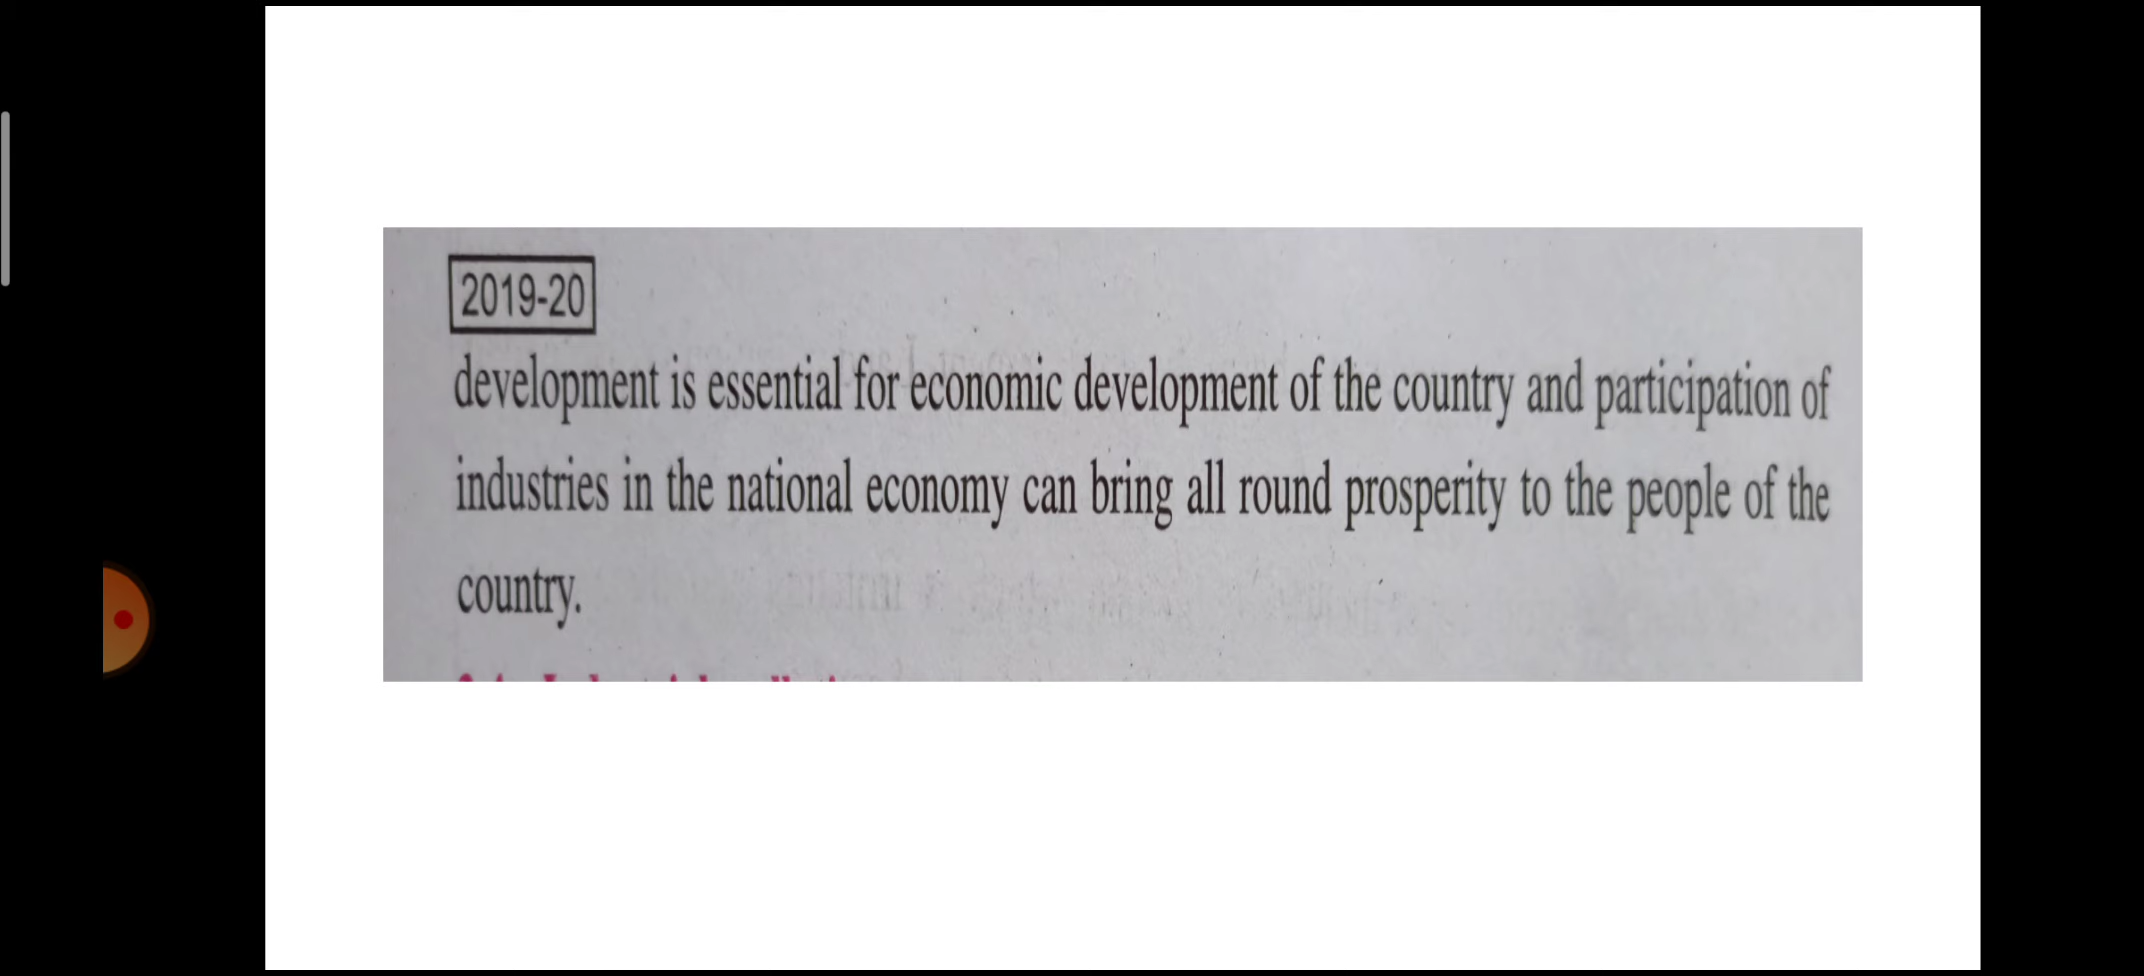 2019-20
development is essential for economic development of the country and participation of
industries in the national economy can bring all round prosperity to the people of the
country.